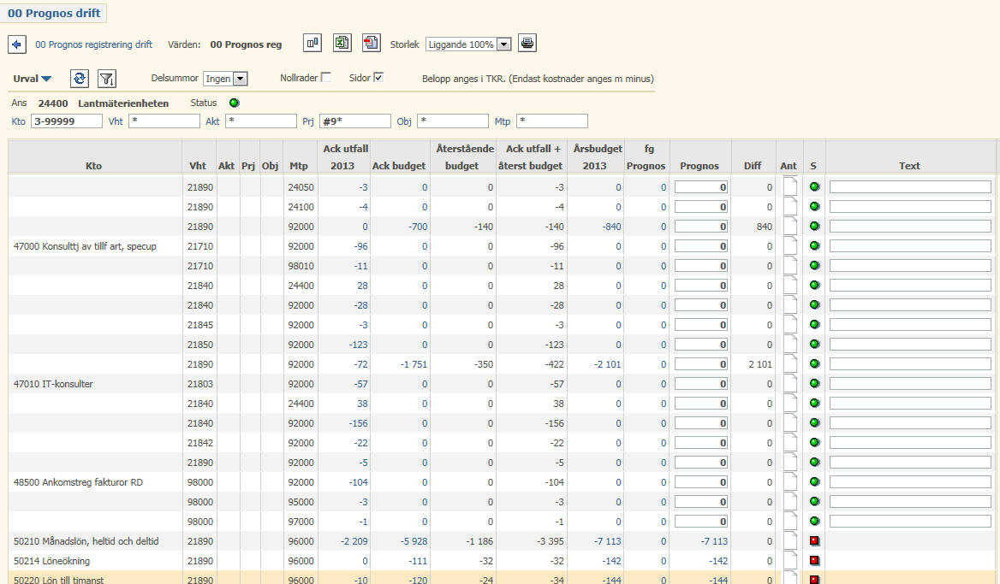 00 Prognos drift
00 Prognos registrering drift Värden: 00 Prognos reg Storlek Liggande 100%
Urval Delsummor Ingen Nollrader Sidor Belopp anges i TKR. (Endast kostnader anges m minus)
Ans 24400 Lantmäterienheten Status
Kto 3-99999 Vht * Akt * Prj #9* Obj * Mtp *
Ack utfall Återstående Ack utfall + Årsbudget fg
Kto Vht Akt Prj Obj Mtp 2013 Ack budget budget återst budget 2013 Prognos Prognos Diff Ant S Text
21890 24050 -3 0 0 -3 0 0 0 0
21890 24100 -4 0 0 -4 0 0 0 0
21890 92000 0 -700 -140 -140 -840 0 0 840
47000 Konsulttj av tillf art, specup 21710 92000 -96 0 0 -96 0 0 0 0
21710 98010 -11 0 0 -11 0 0 0 0
21840 24400 28 0 0 28 0 0 0 0
21840 92000 -28 0 0 -28 0 0 0 0
21845 92000 -3 0 0 -3 0 0 0 0
21850 92000 -123 0 0 -123 0 0 0 0
21890 92000 -72 -1 751 -350 -422 -2 101 0 0 2 101
47010 IT-konsulter 21803 92000 -57 0 0 -57 0 0 0 0
21840 24400 38 0 0 38 0 0 0 0
21840 92000 -156 0 0 -156 0 0 0 0
21842 92000 -22 0 0 -22 0 0 0 0
21890 92000 -5 0 0 -5 0 0 0 0
48500 Ankomstreg fakturor RD 98000 92000 -104 0 0 -104 0 0 0 0
98000 95000 -3 0 0 -3 0 0 0 0
98000 97000 -1 0 0 -1 0 0 0 0
50210 Månadslön, heltid och deltid 21890 96000 -2 209 -5 928 -1 186 -3 395 -7 113 0 -7 113 0
50214 Löneökning 21890 96000 0 -111 -32 -32 -142 0 -142 0
50220 Lön till timanst 21890 96000 -10 -120 -24 -34 -144 0 -144 0